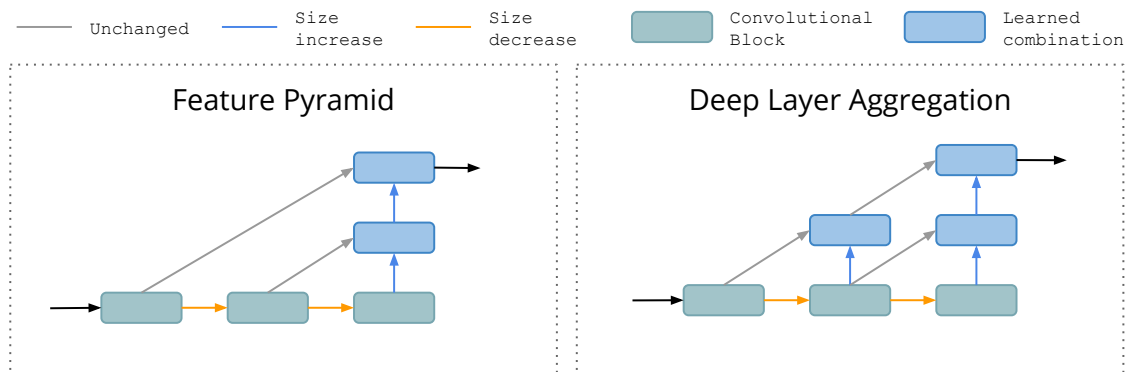 Unchanged
Size
increase
Size
decrease
Convolutional
Block
Learned
combination
Feature Pyramid
Deep Layer Aggregation